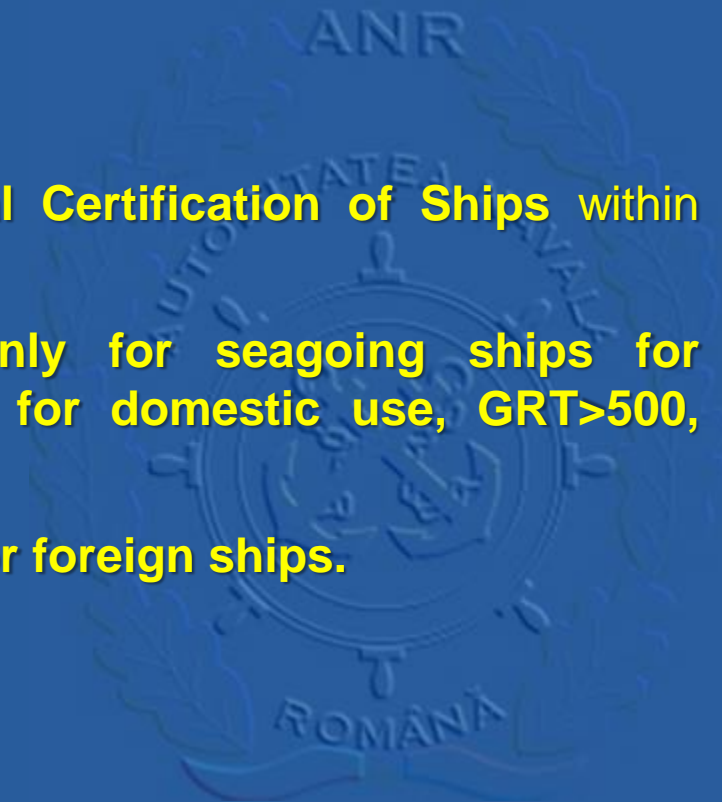 ANR
AUTORITATEA NAVALĂ
l Certification of Ships within
nly for seagoing ships for
for domestic use, GRT>500,
r foreign ships.
ROMÂNĂ